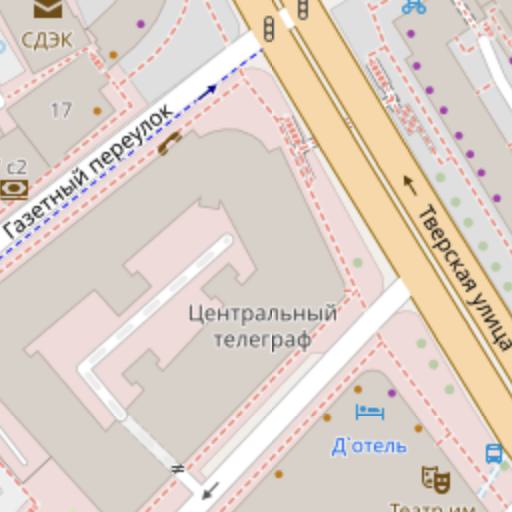 СДЭК
17
с2
Газетный переулок
Тверская улица
Центральный
телеграф
Д`отель
Театр им.